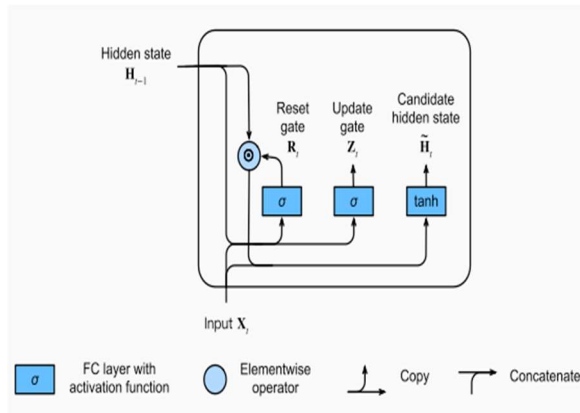 Hidden state
H_{t−1}
Reset
gate
R_t
Update
gate
Z_t
Candidate
hidden state
H̃_t
σ
σ
tanh
Input X_t
σ
FC layer with
activation function
Elementwise
operator
Copy
Concatenate